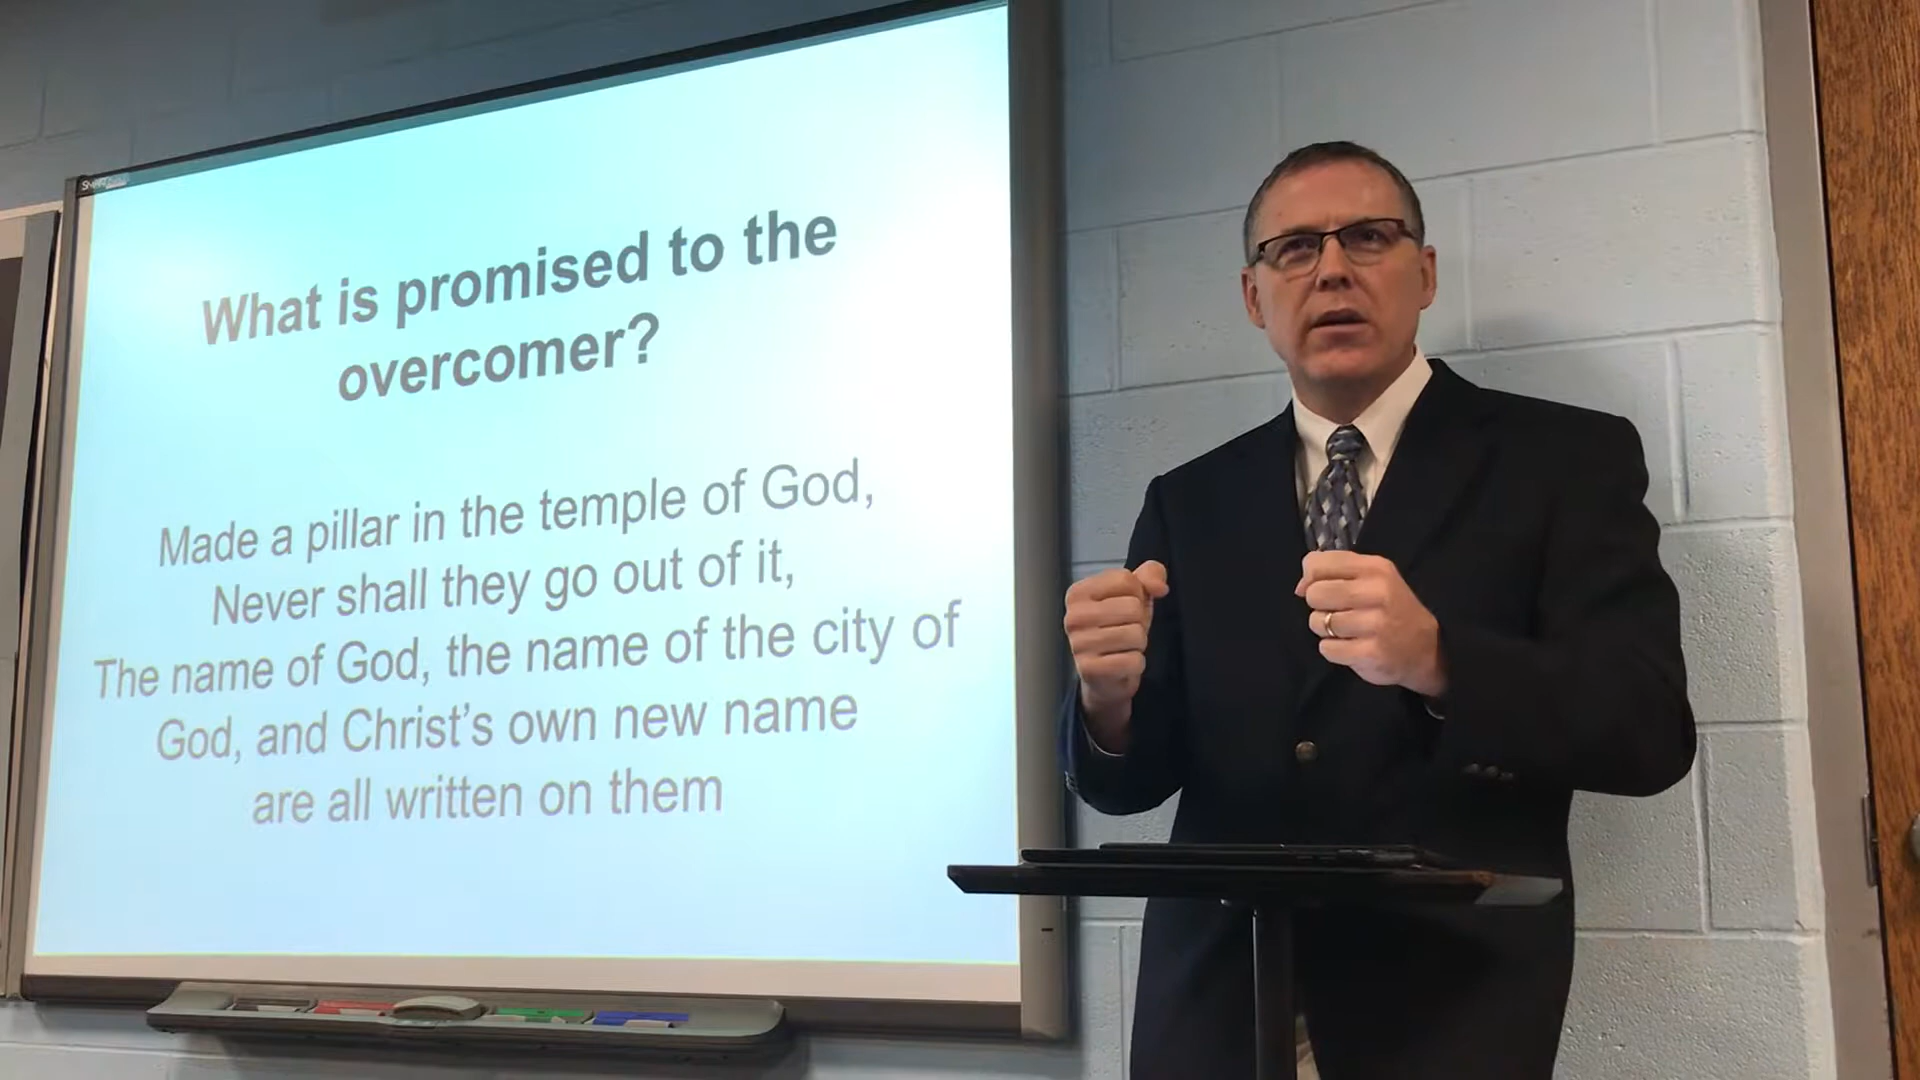 What is promised to the
overcomer?
Made a pillar in the temple of God,
Never shall they go out of it,
The name of God, the name of the city of
God, and Christ's own new name
are all written on them